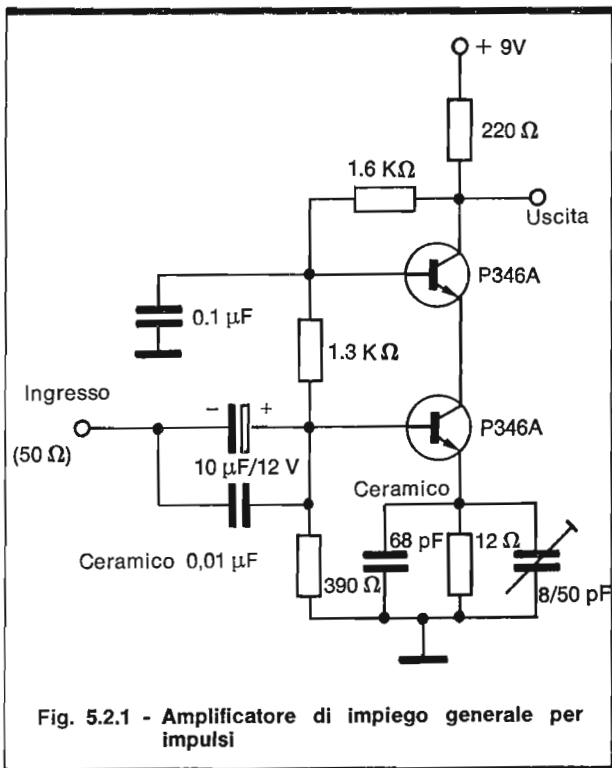 + 9V
220 Ω
1.6 KΩ
Uscita
P346A
0.1 µF
1.3 KΩ
Ingresso
(50 Ω)
- +
10 µF/12 V
P346A
Ceramico
Ceramico 0,01 µF
390 Ω
68 pF
12 Ω
8/50 pF
Fig. 5.2.1 - Amplificatore di impiego generale per
impulsi